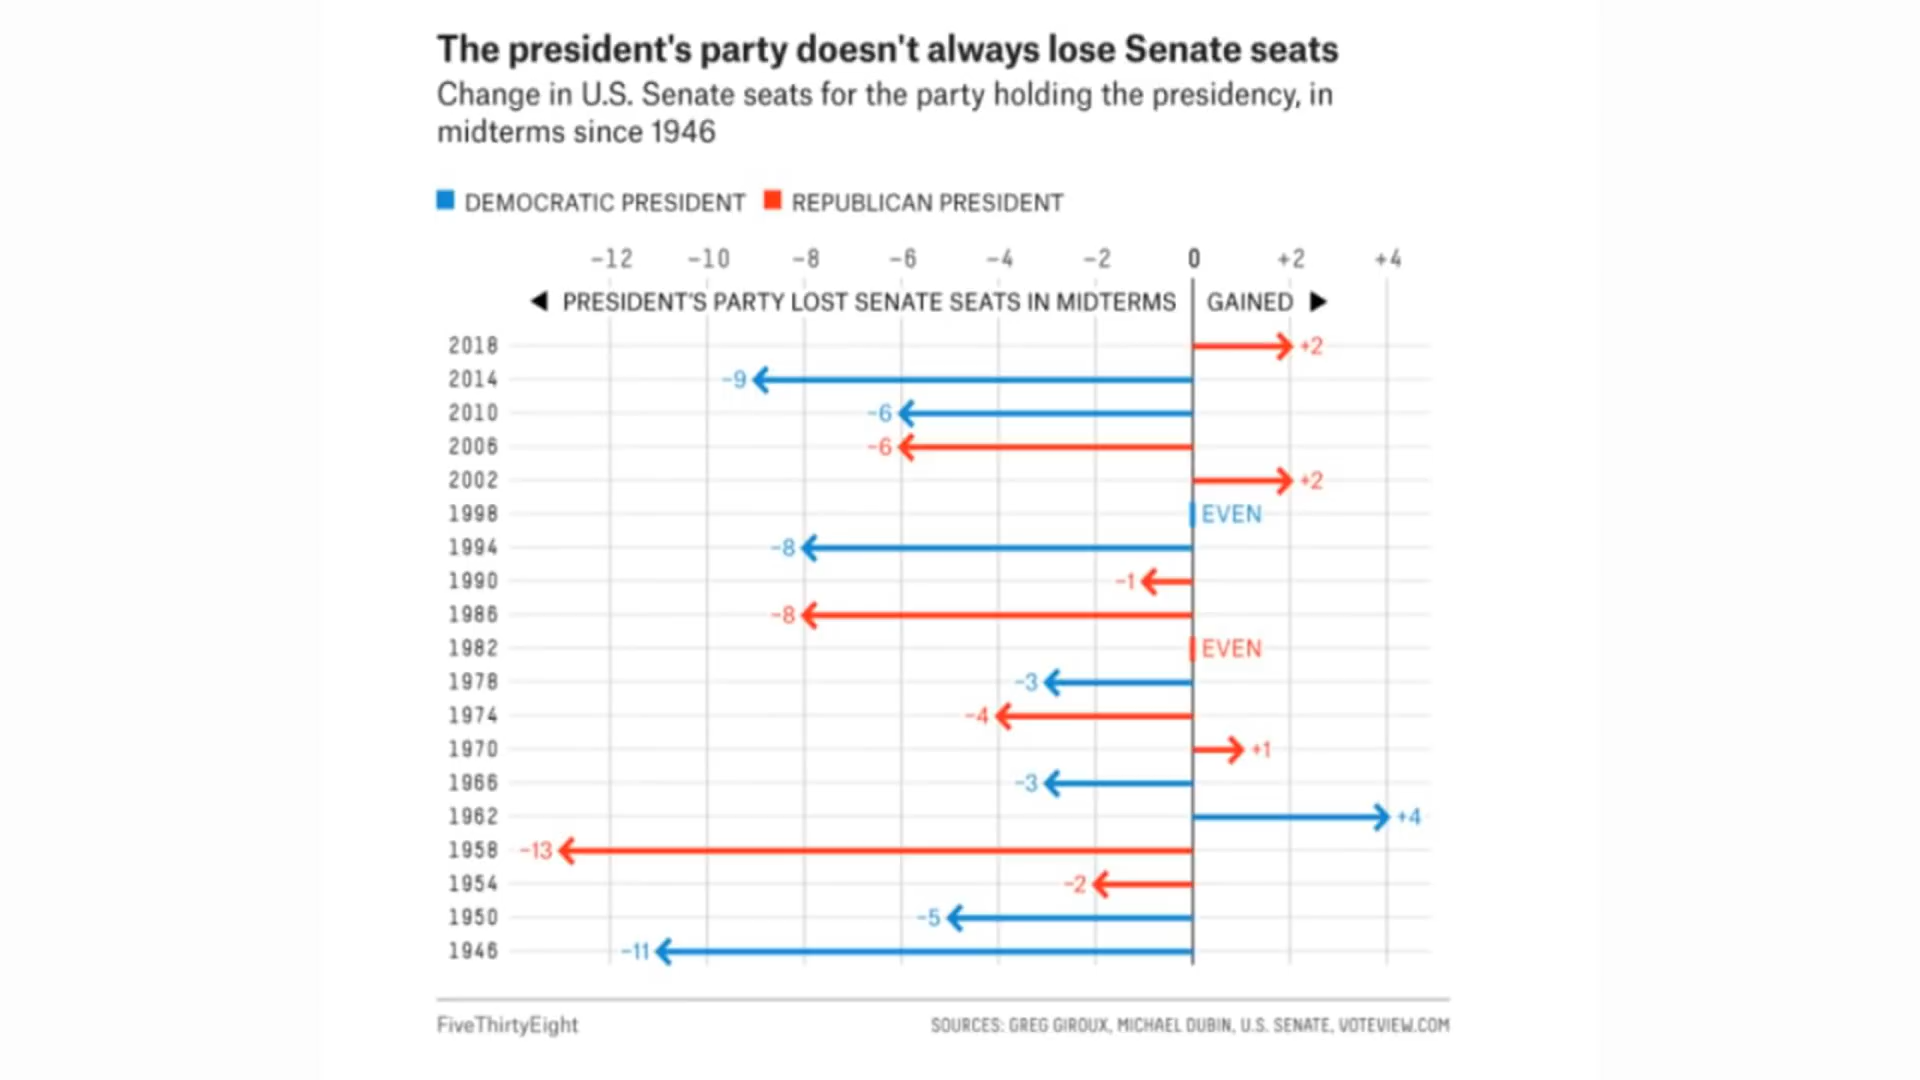 The president's party doesn't always lose Senate seats
Change in U.S. Senate seats for the party holding the presidency, in
midterms since 1946
DEMOCRATIC PRESIDENT REPUBLICAN PRESIDENT
-12 -10 -8 -6 -4 -2 0 +2 +4
◀ PRESIDENT'S PARTY LOST SENATE SEATS IN MIDTERMS GAINED ▶
2018 +2
2014 -9
2010 -6
2006 -6
2002 +2
1998 EVEN
1994 -8
1990 -1
1986 -8
1982 EVEN
1978 -3
1974 -4
1970 +1
1966 -3
1962 +4
1958 -13
1954 -2
1950 -5
1946 -11
FiveThirtyEight SOURCES: GREG GIROUX, MICHAEL DUBIN, U.S. SENATE, VOTEVIEW.COM